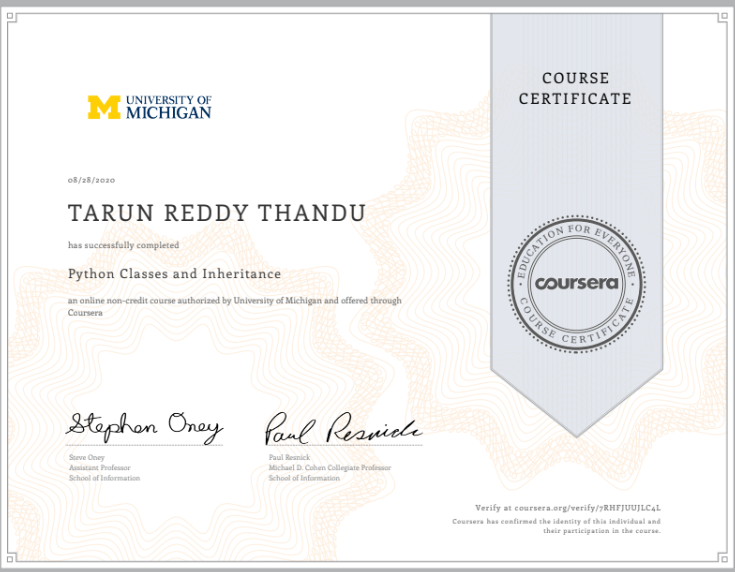 UNIVERSITY OF
MICHIGAN
COURSE
CERTIFICATE
08/28/2020
TARUN REDDY THANDU
has successfully completed
Python Classes and Inheritance
an online non-credit course authorized by University of Michigan and offered through
Coursera
EDUCATION FOR EVERYONE
coursera
COURSE CERTIFICATE
Stephen Oney
Paul Resnick
Steve Oney
Assistant Professor
School of Information
Paul Resnick
Michael D. Cohen Collegiate Professor
School of Information
Verify at coursera.org/verify/7RHFJUUJLC4L
Coursera has confirmed the identity of this individual and
their participation in the course.